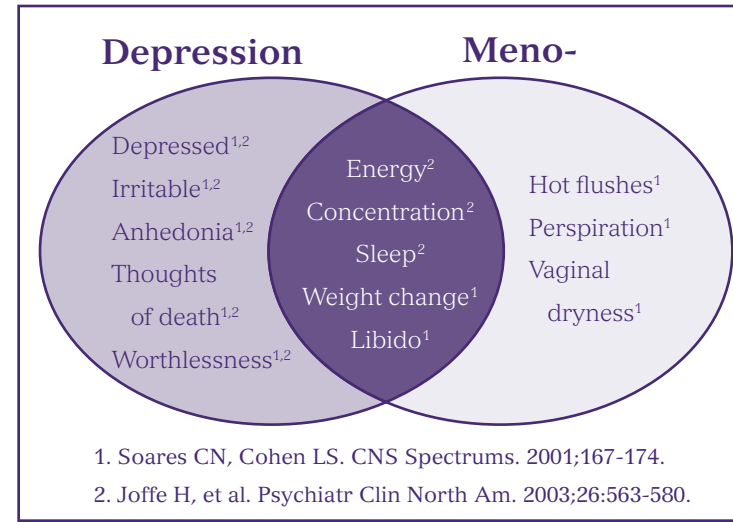 Depression
Meno-
Depressed1,2
Irritable1,2
Anhedonia1,2
Thoughts
of death1,2
Worthlessness1,2
Energy2
Concentration2
Sleep2
Weight change1
Libido1
Hot flushes1
Perspiration1
Vaginal
dryness1
1. Soares CN, Cohen LS. CNS Spectrums. 2001;167-174.
2. Joffe H, et al. Psychiatr Clin North Am. 2003;26:563-580.